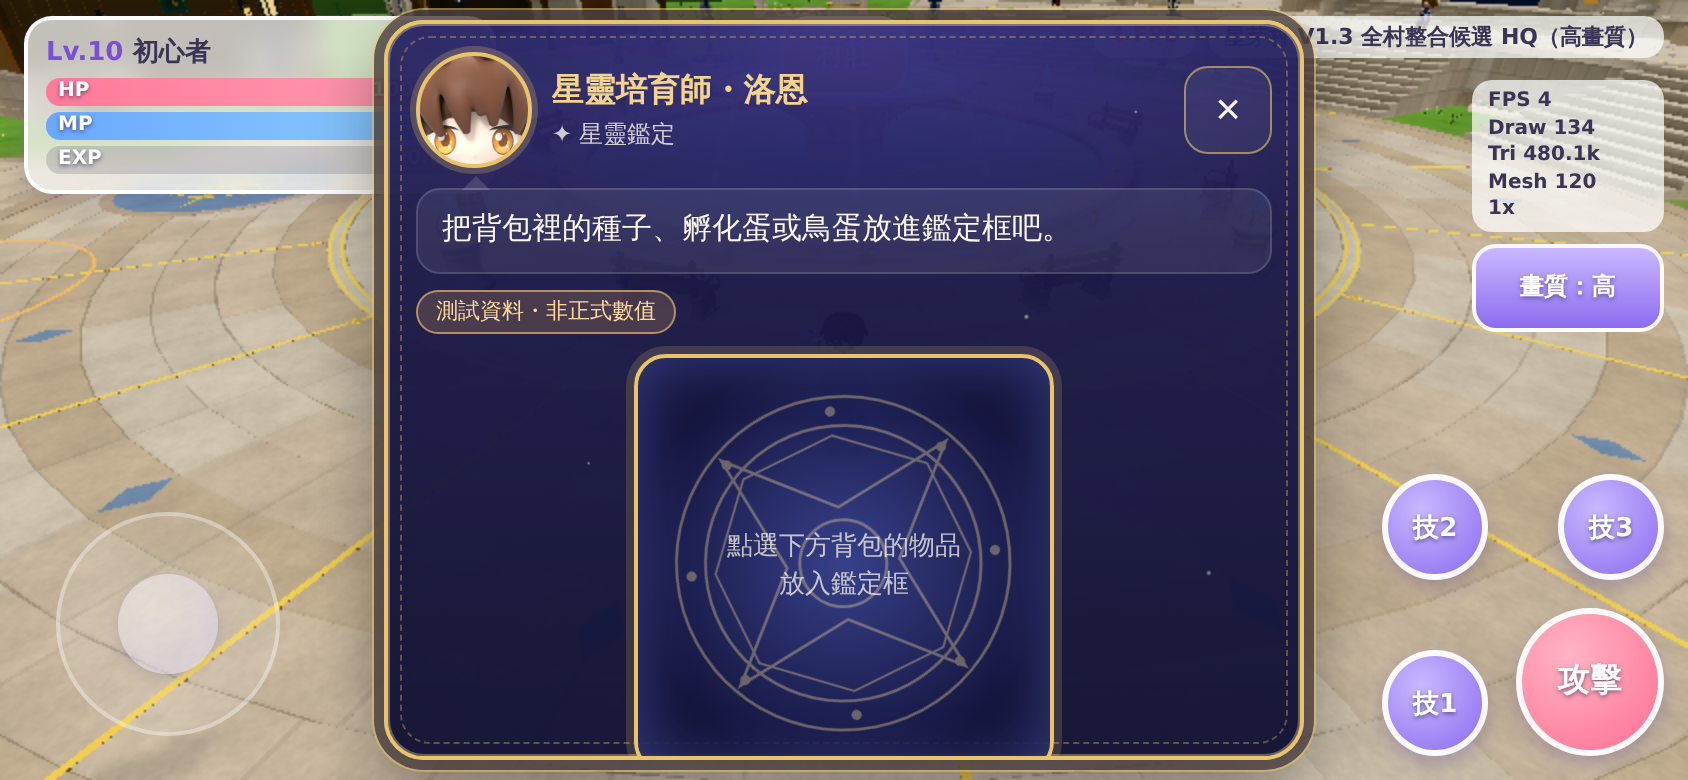 Lv.10 初心者
HP
MP
EXP
星靈培育師・洛恩
✦ 星靈鑑定
×
把背包裡的種子、孵化蛋或鳥蛋放進鑑定框吧。
測試資料・非正式數值
點選下方背包的物品
放入鑑定框
V1.3 全村整合候選 HQ（高畫質）
FPS 4
Draw 134
Tri 480.1k
Mesh 120
1x
畫質：高
技2
技3
技1
攻擊